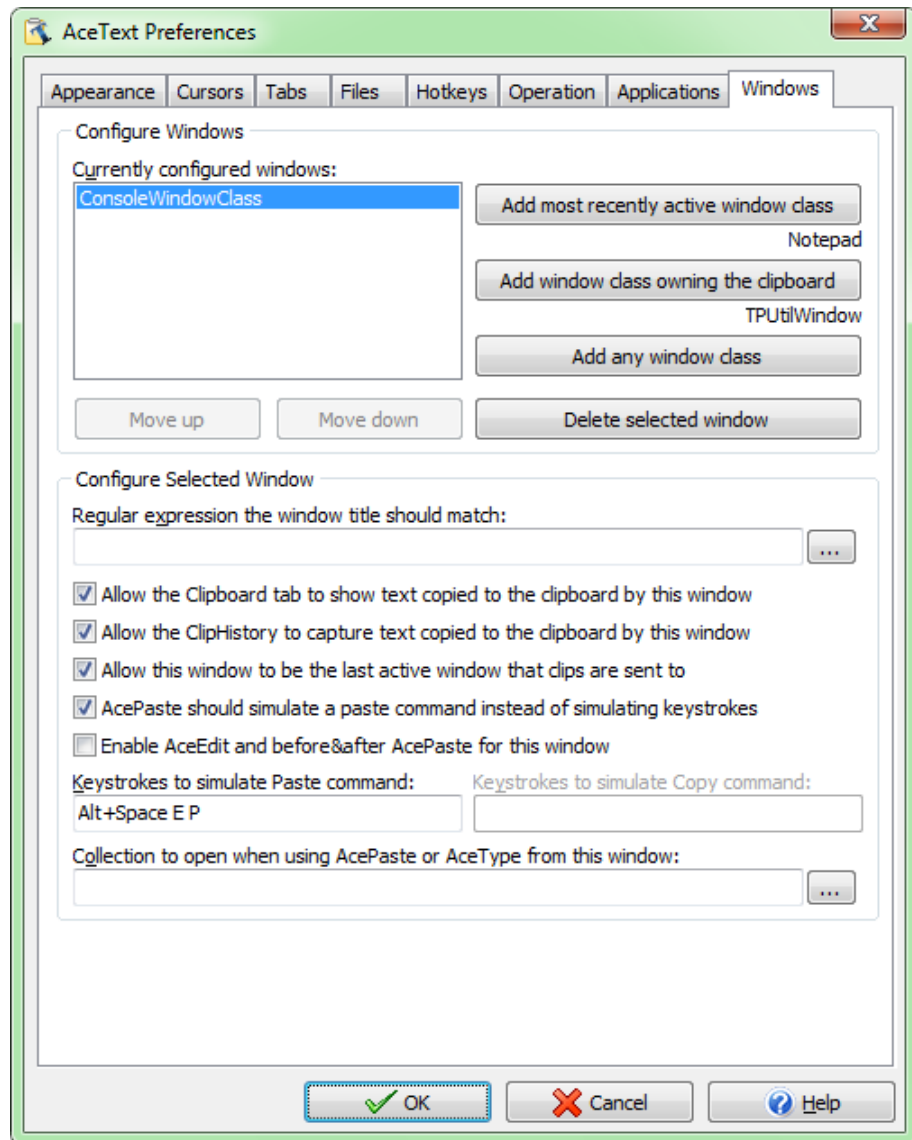 AceText Preferences
Appearance Cursors Tabs Files Hotkeys Operation Applications Windows
Configure Windows
Currently configured windows:
ConsoleWindowClass
Add most recently active window class
Notepad
Add window class owning the clipboard
TPUtilWindow
Add any window class
Move up Move down Delete selected window
Configure Selected Window
Regular expression the window title should match:
...
Allow the Clipboard tab to show text copied to the clipboard by this window
Allow the ClipHistory to capture text copied to the clipboard by this window
Allow this window to be the last active window that clips are sent to
AcePaste should simulate a paste command instead of simulating keystrokes
Enable AceEdit and before&after AcePaste for this window
Keystrokes to simulate Paste command: Keystrokes to simulate Copy command:
Alt+Space E P
Collection to open when using AcePaste or AceType from this window:
...
OK Cancel Help